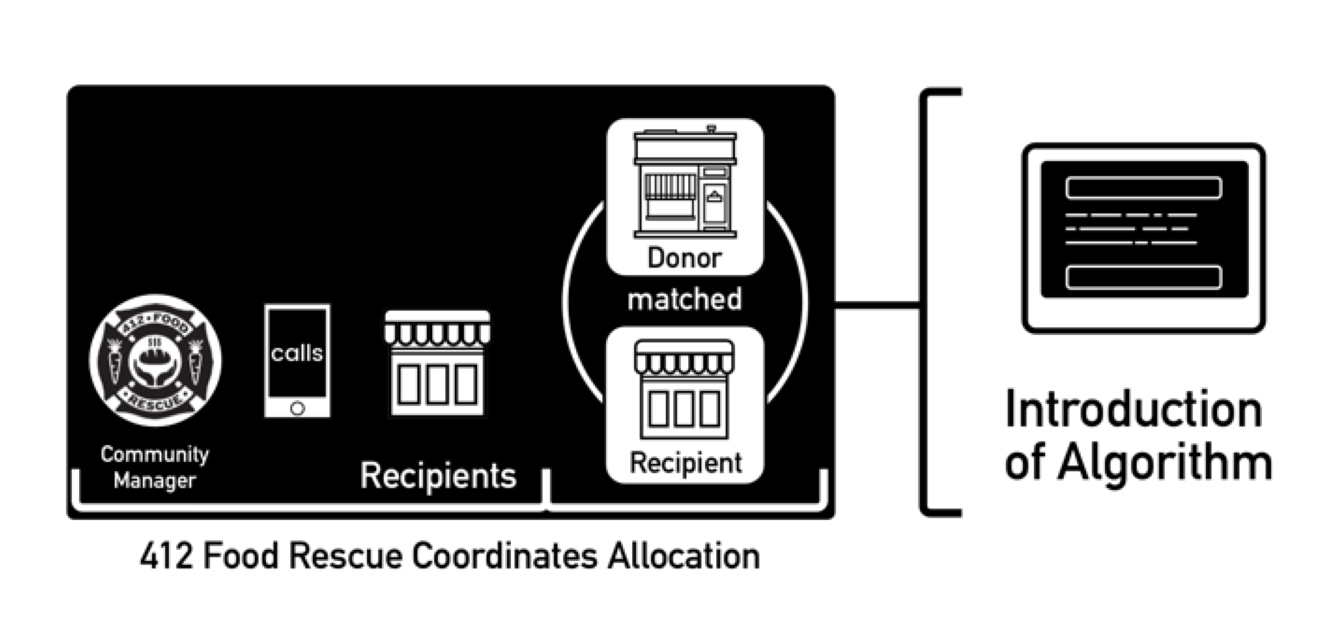 Donor
matched
Recipient
412•FOOD
RESCUE
calls
Community
Manager
Recipients
412 Food Rescue Coordinates Allocation
Introduction
of Algorithm